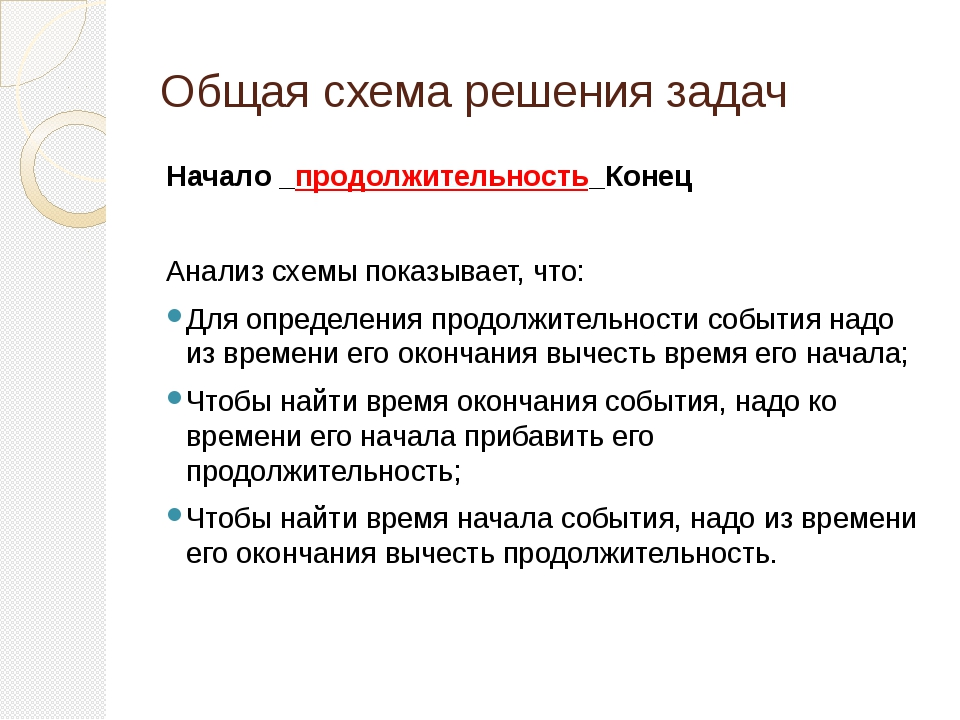 Общая схема решения задач
Начало _продолжительность_Конец
Анализ схемы показывает, что:
Для определения продолжительности события надо
из времени его окончания вычесть время его начала;
Чтобы найти время окончания события, надо ко
времени его начала прибавить его
продолжительность;
Чтобы найти время начала события, надо из времени
его окончания вычесть продолжительность.